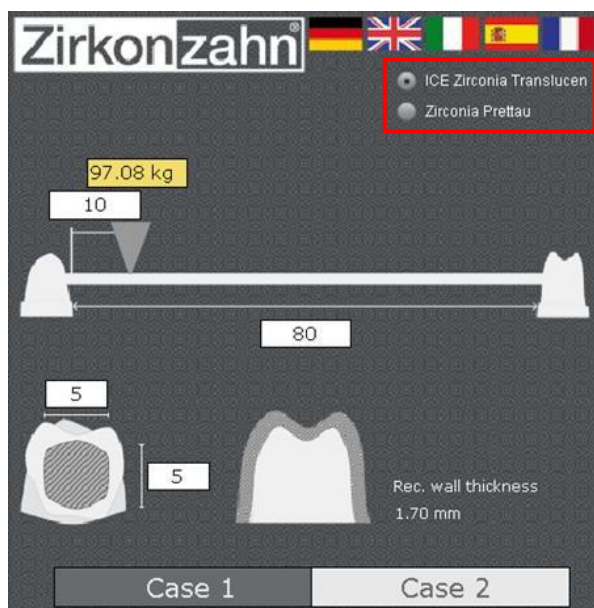 Zirkonzahn®
ICE Zirconia Translucen
Zirconia Prettau
97.08 kg
10
80
5
5
Rec. wall thickness
1.70 mm
Case 1
Case 2